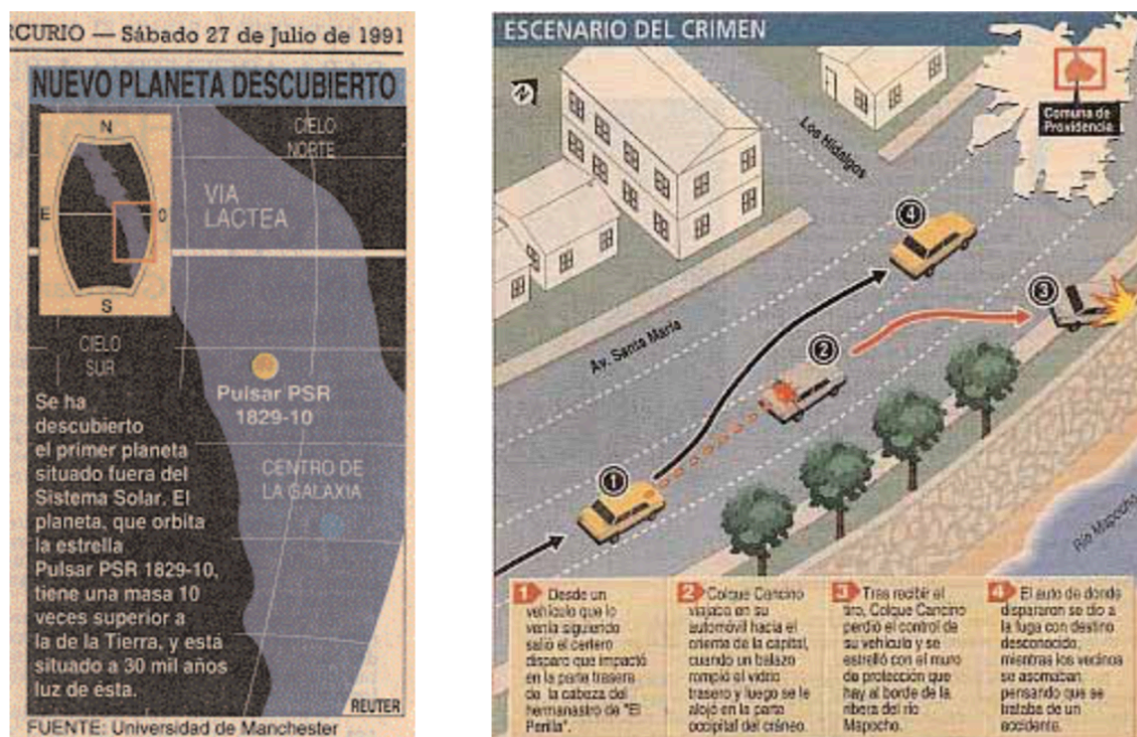 RCURIO — Sábado 27 de Julio de 1991
NUEVO PLANETA DESCUBIERTO
N
E
O
S
CIELO
NORTE
VIA
LACTEA
CIELO
SUR
Pulsar PSR
1829-10
CENTRO DE
LA GALAXIA
Se ha
descubierto
el primer planeta
situado fuera del
Sistema Solar. El
planeta, que orbita
la estrella
Pulsar PSR 1829-10,
tiene una masa 10
veces superior a
la de la Tierra, y está
situado a 30 mil años
luz de ésta.
REUTER
FUENTE: Universidad de Manchester
ESCENARIO DEL CRIMEN
N
Comuna de
Providencia
Los Hidalgos
Av. Santa María
Río Mapocho
1
2
3
4
1 Desde un
vehículo que lo
venía siguiendo
salió el certero
disparo que impactó
en la parte trasera
de la cabeza del
hermanastro de "El
Perilla".
2 Colque Cancino
viajaba en su
automóvil hacia el
oriente de la capital,
cuando un balazo
rompió el vidrio
trasero y luego se le
alojó en la parte
occipital del cráneo.
3 Tras recibir el
tiro, Colque Cancino
perdió el control de
su vehículo y se
estrelló con el muro
de protección que
hay al borde de la
ribera del río
Mapocho.
4 El auto de donde
dispararon se dio a
la fuga con destino
desconocido,
mientras los vecinos
se asomaban,
pensando que se
trataba de un
accidente.